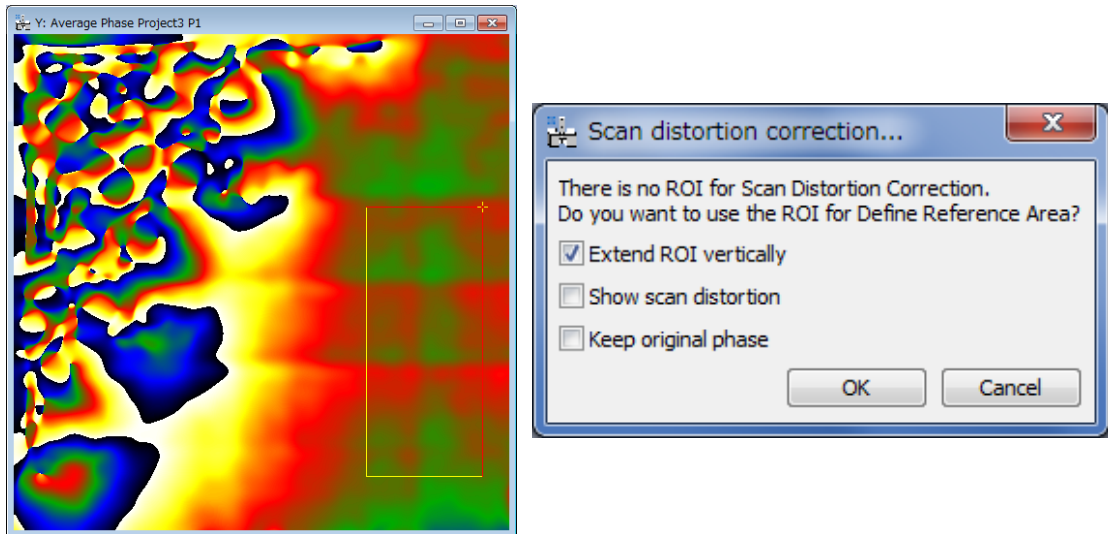 Y: Average Phase Project3 P1
Scan distortion correction...
There is no ROI for Scan Distortion Correction.
Do you want to use the ROI for Define Reference Area?
Extend ROI vertically
Show scan distortion
Keep original phase
OK
Cancel